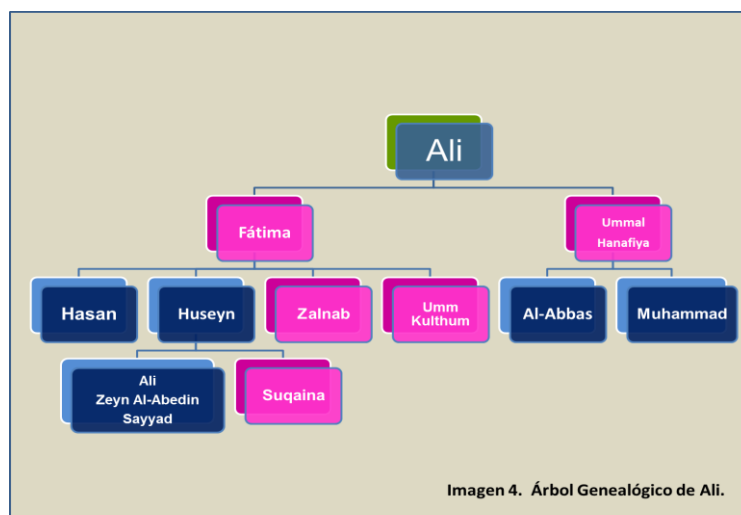 Ali
Fátima
Ummal
Hanafiya
Hasan
Huseyn
Zalnab
Umm
Kulthum
Al-Abbas
Muhammad
Ali
Zeyn Al-Abedin
Sayyad
Suqaina
Imagen 4. Árbol Genealógico de Ali.